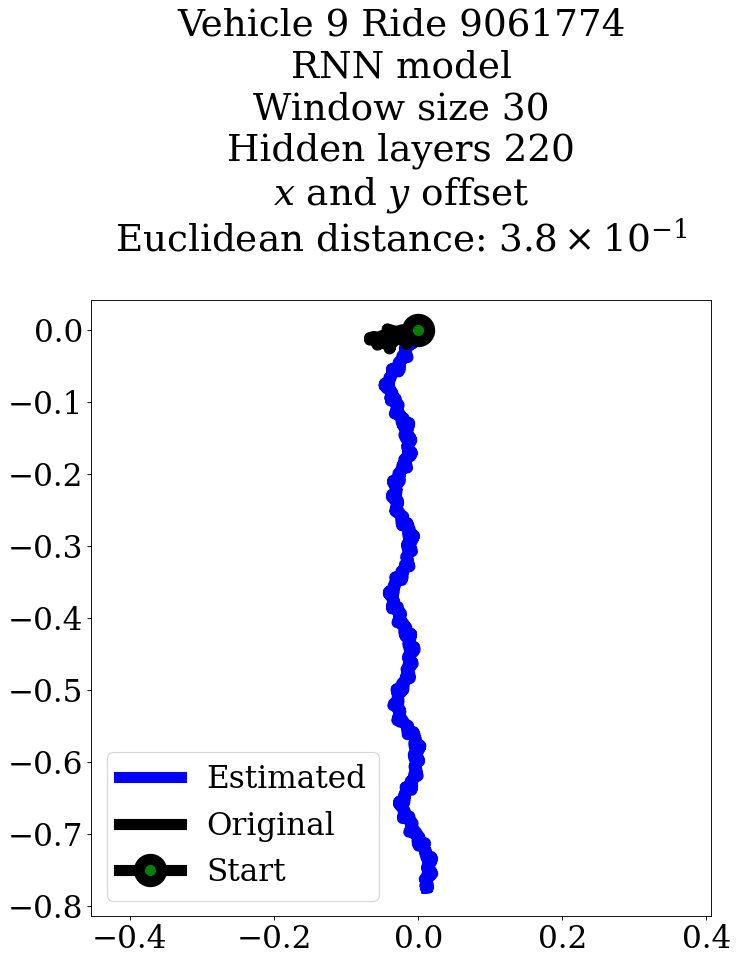 Vehicle 9 Ride 9061774
RNN model
Window size 30
Hidden layers 220
x and y offset
Euclidean distance: 3.8 × 10⁻¹
0.0
−0.1
−0.2
−0.3
−0.4
−0.5
−0.6
−0.7
−0.8
Estimated
Original
Start
−0.4 −0.2 0.0 0.2 0.4